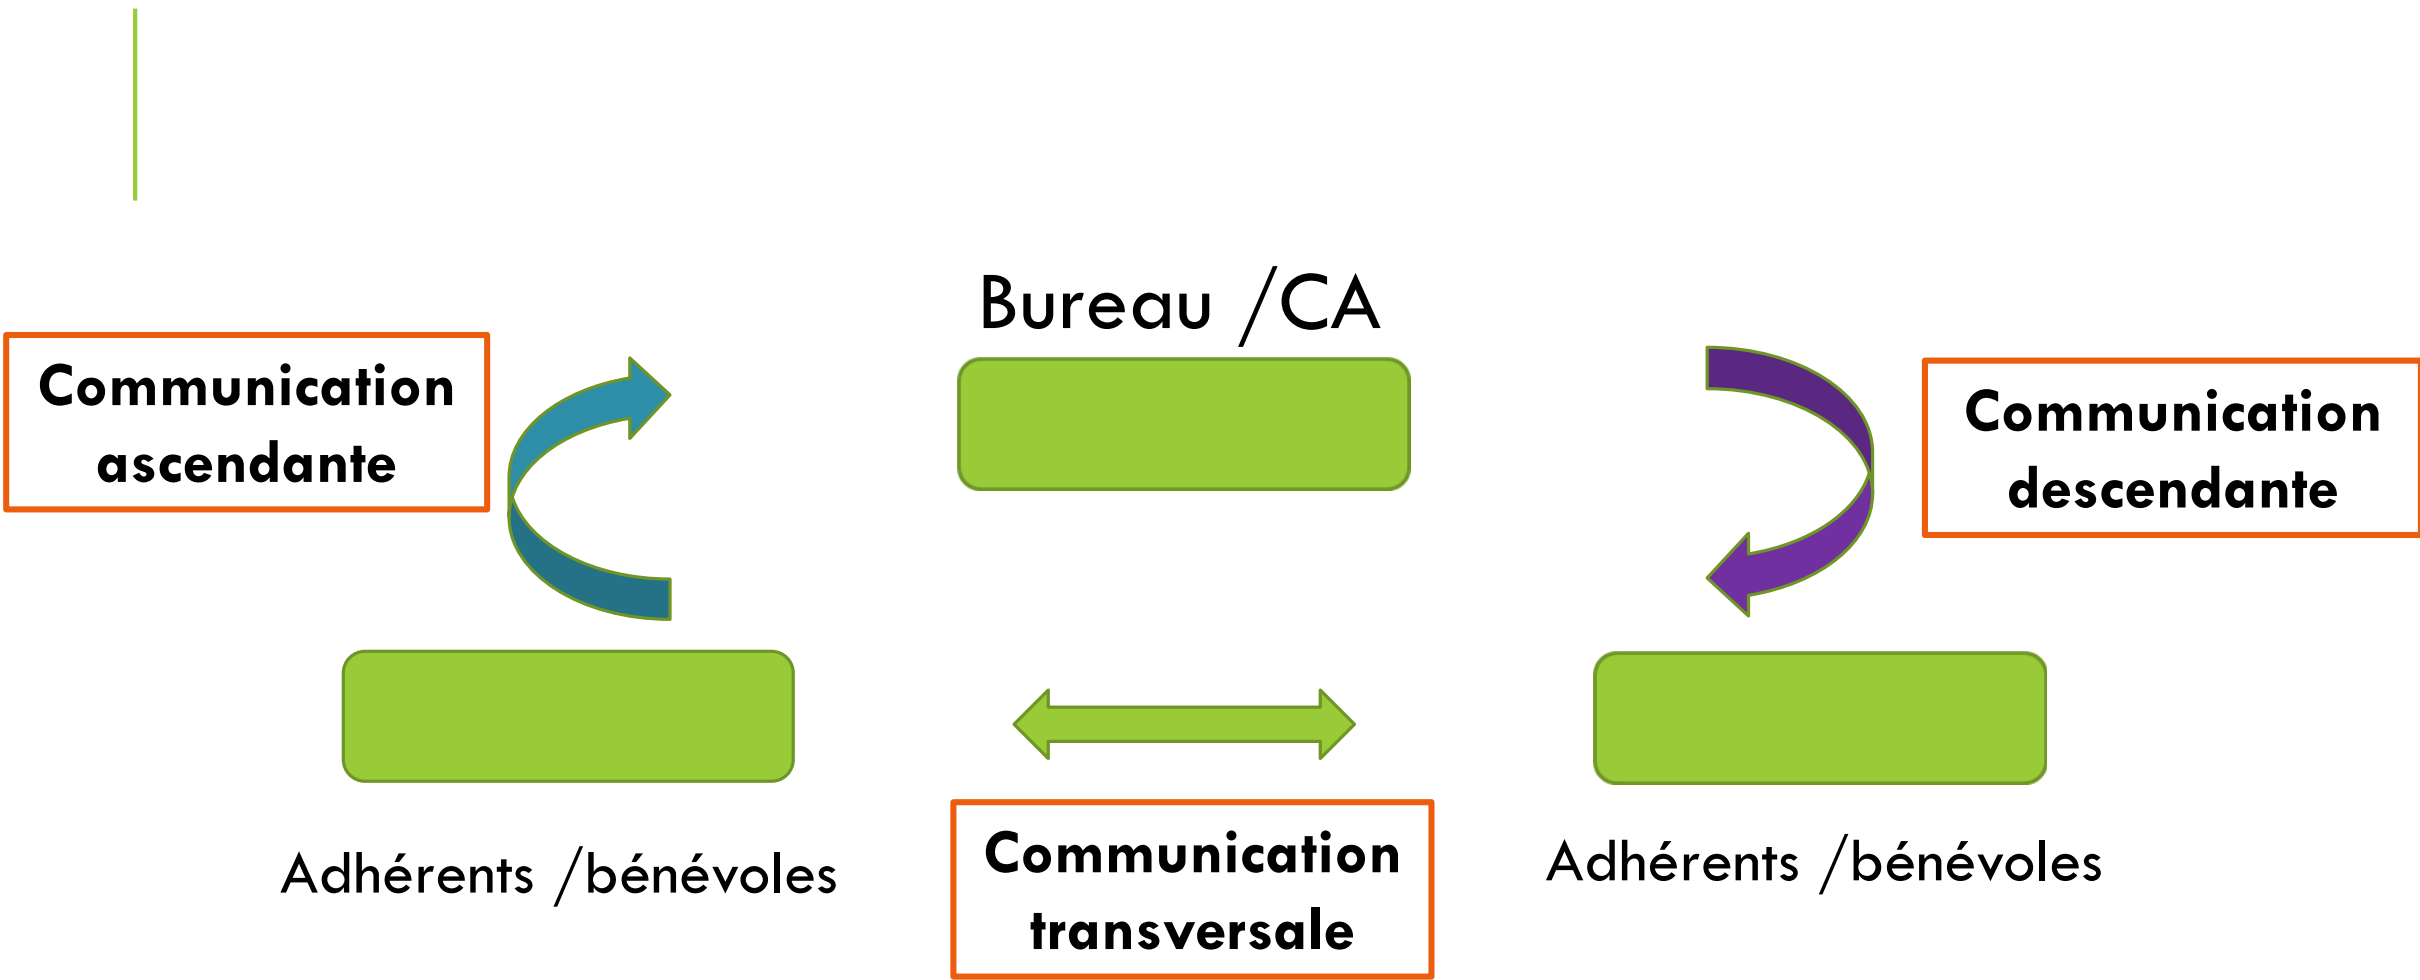 Bureau /CA
Communication
ascendante
Communication
descendante
Adhérents /bénévoles
Communication
transversale
Adhérents /bénévoles